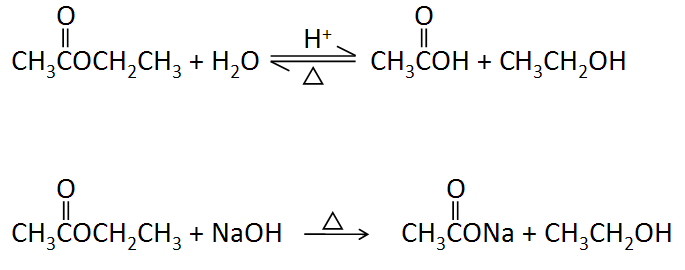 O O
H⁺
CH₃COCH₂CH₃ + H₂O ⇌ CH₃COH + CH₃CH₂OH
△
O O
△
CH₃COCH₂CH₃ + NaOH → CH₃CONa + CH₃CH₂OH